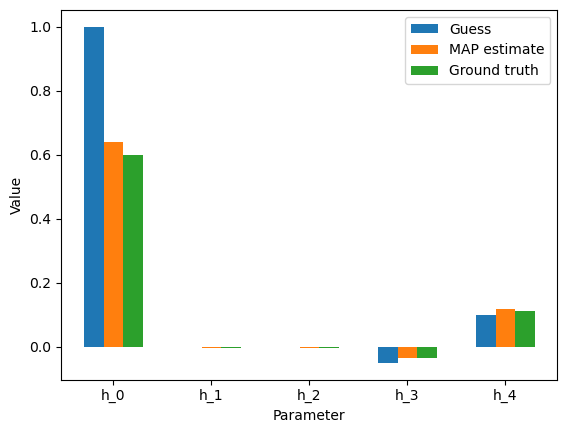 Guess
MAP estimate
Ground truth
Value
1.0
0.8
0.6
0.4
0.2
0.0
h_0 h_1 h_2 h_3 h_4
Parameter